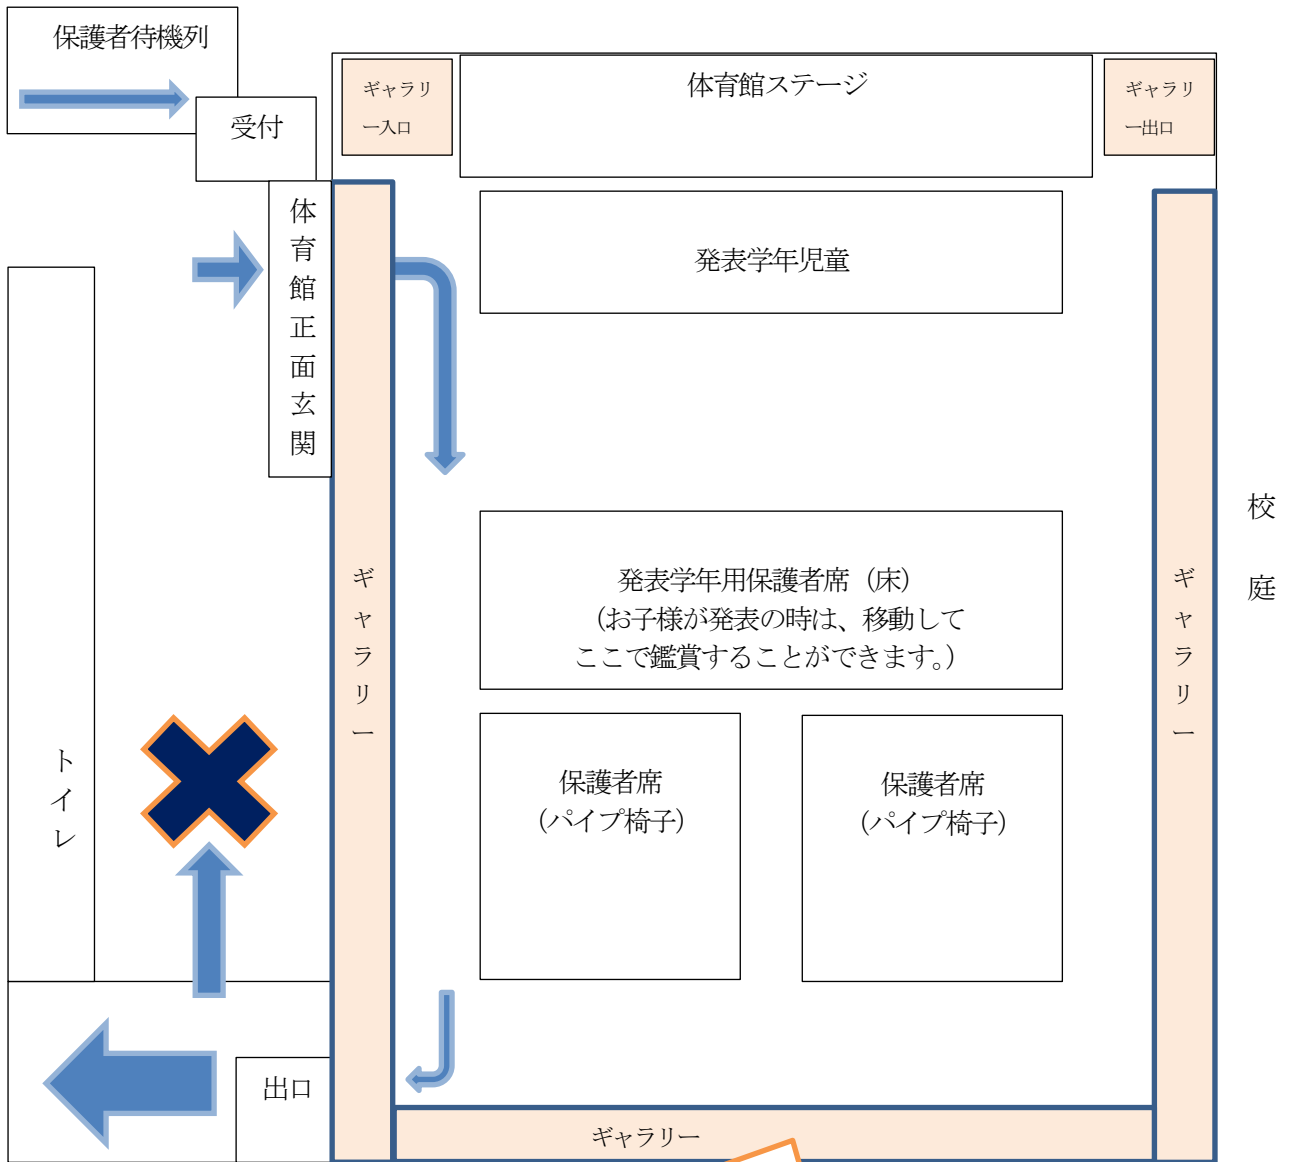 保護者待機列
受付
ギャラリ
ー入口
体育館ステージ
ギャラリ
ー出口
体育館正面玄関
発表学年児童
校庭
発表学年用保護者席（床）
（お子様が発表の時は、移動して
ここで鑑賞することができます。）
ギャラリー
ギャラリー
トイレ
保護者席
（パイプ椅子）
保護者席
（パイプ椅子）
出口
ギャラリー